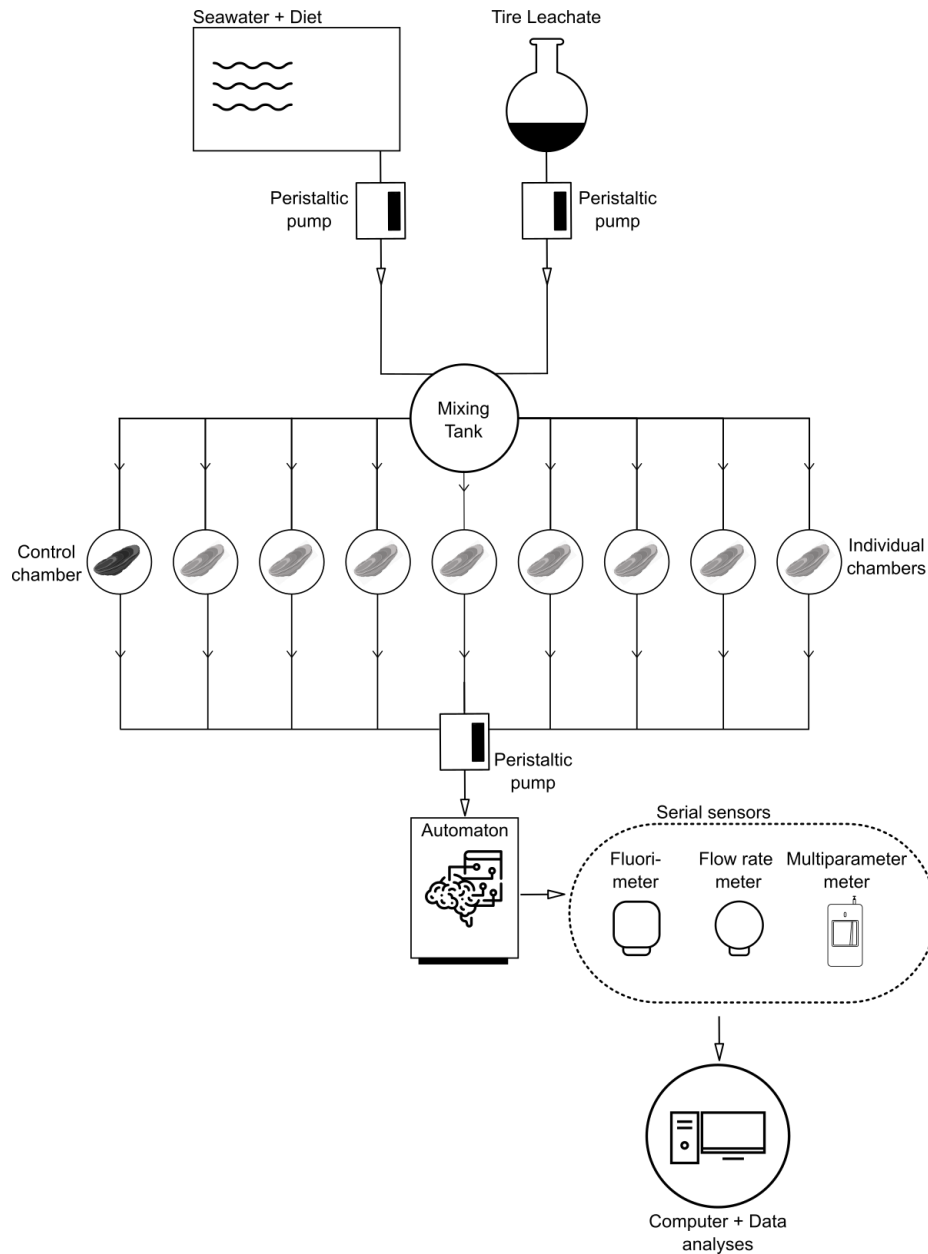 Seawater + Diet
Tire Leachate
Peristaltic
pump
Peristaltic
pump
Mixing
Tank
Control
chamber
Individual
chambers
Peristaltic
pump
Automaton
Serial sensors
Fluori-
meter
Flow rate
meter
Multiparameter
meter
Computer + Data
analyses